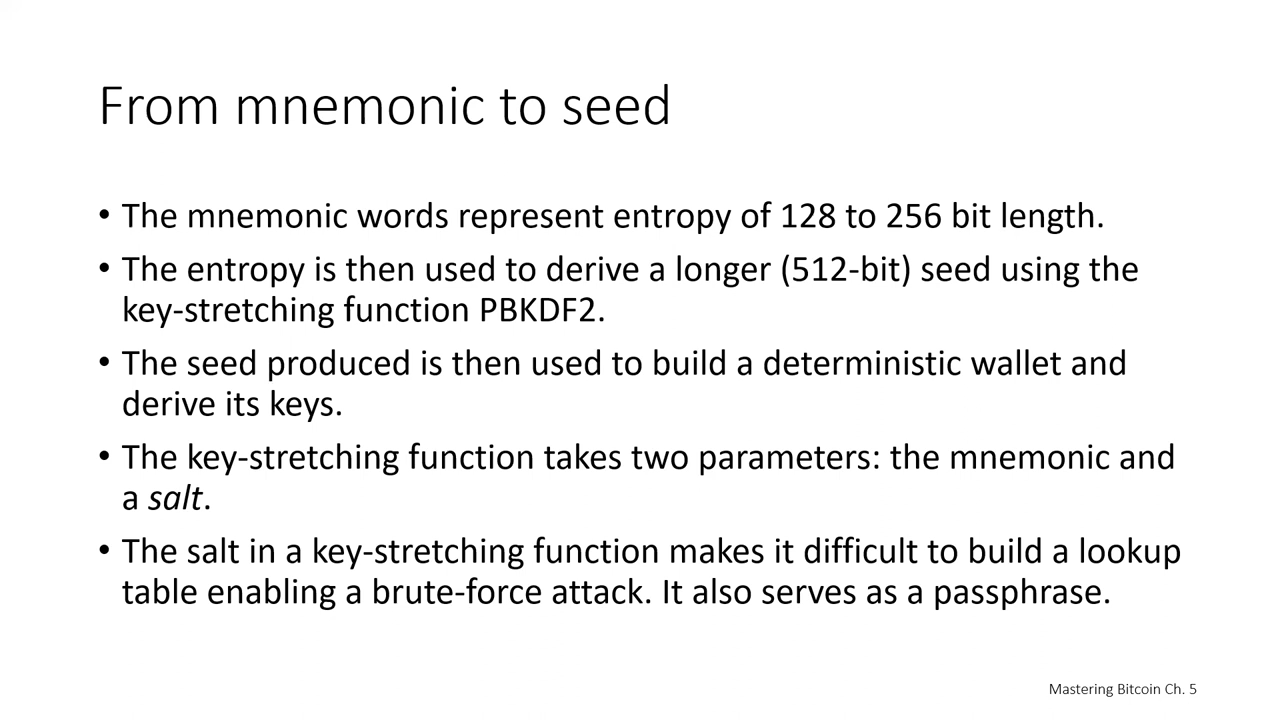 From mnemonic to seed
• The mnemonic words represent entropy of 128 to 256 bit length.
• The entropy is then used to derive a longer (512-bit) seed using the
key-stretching function PBKDF2.
• The seed produced is then used to build a deterministic wallet and
derive its keys.
• The key-stretching function takes two parameters: the mnemonic and
a salt.
• The salt in a key-stretching function makes it difficult to build a lookup
table enabling a brute-force attack. It also serves as a passphrase.
Mastering Bitcoin Ch. 5